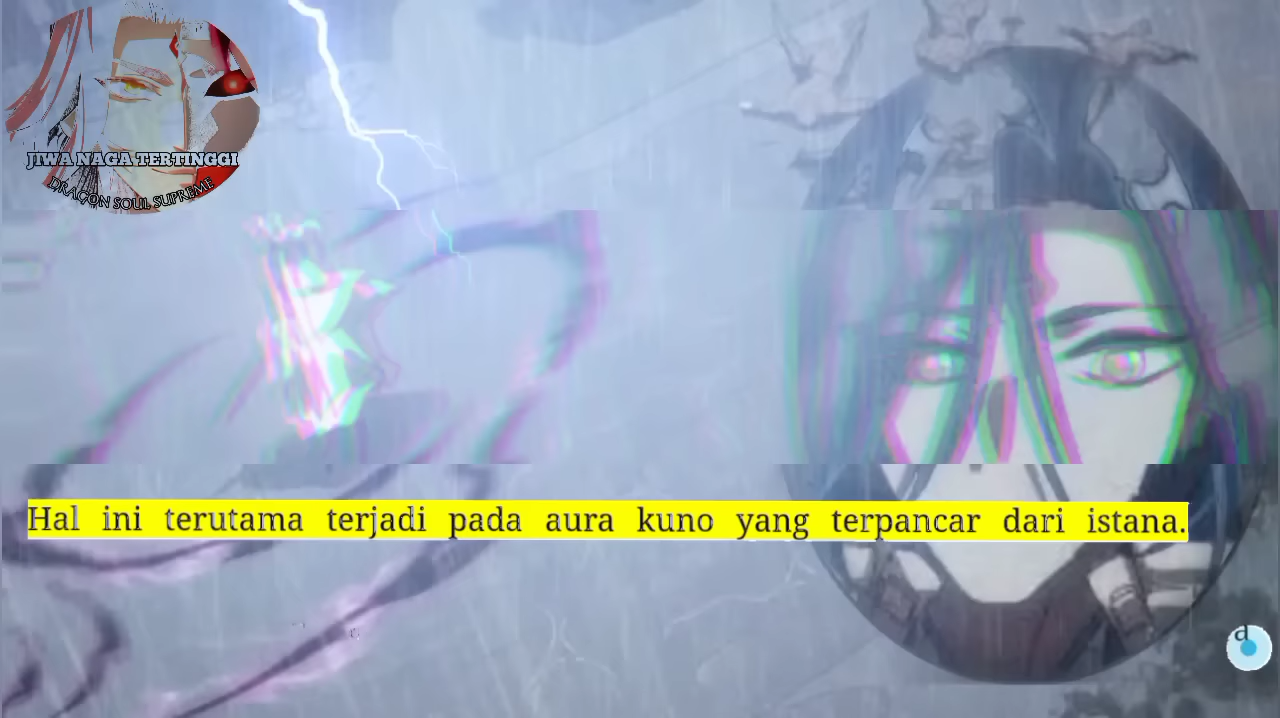 JIWA NAGA TERTINGGI
DRAGON SOUL SUPREME
Hal ini terutama terjadi pada aura kuno yang terpancar dari istana.
d